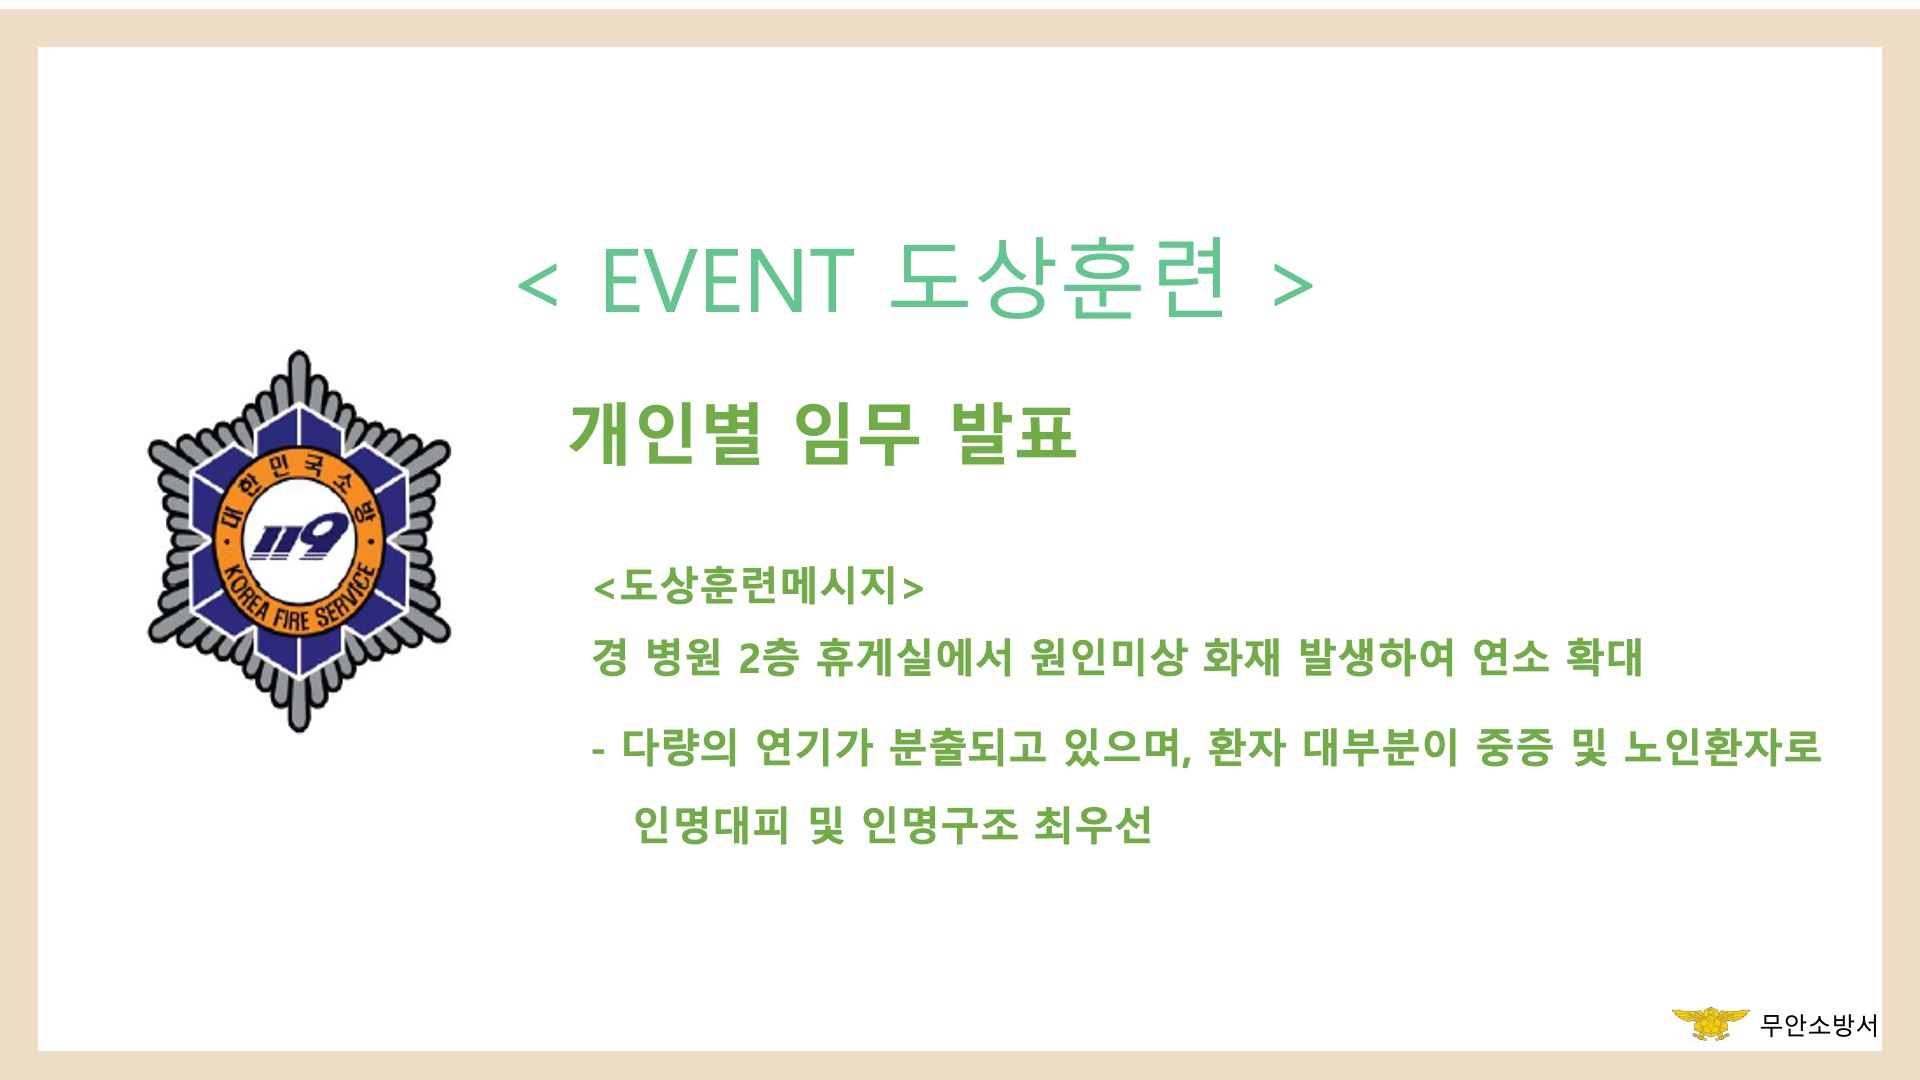 < EVENT 도상훈련 >
개인별 임무 발표
대한민국소방
119
KOREA FIRE SERVICE
<도상훈련메시지>
경 병원 2층 휴게실에서 원인미상 화재 발생하여 연소 확대
- 다량의 연기가 분출되고 있으며, 환자 대부분이 중증 및 노인환자로
인명대피 및 인명구조 최우선
무안소방서